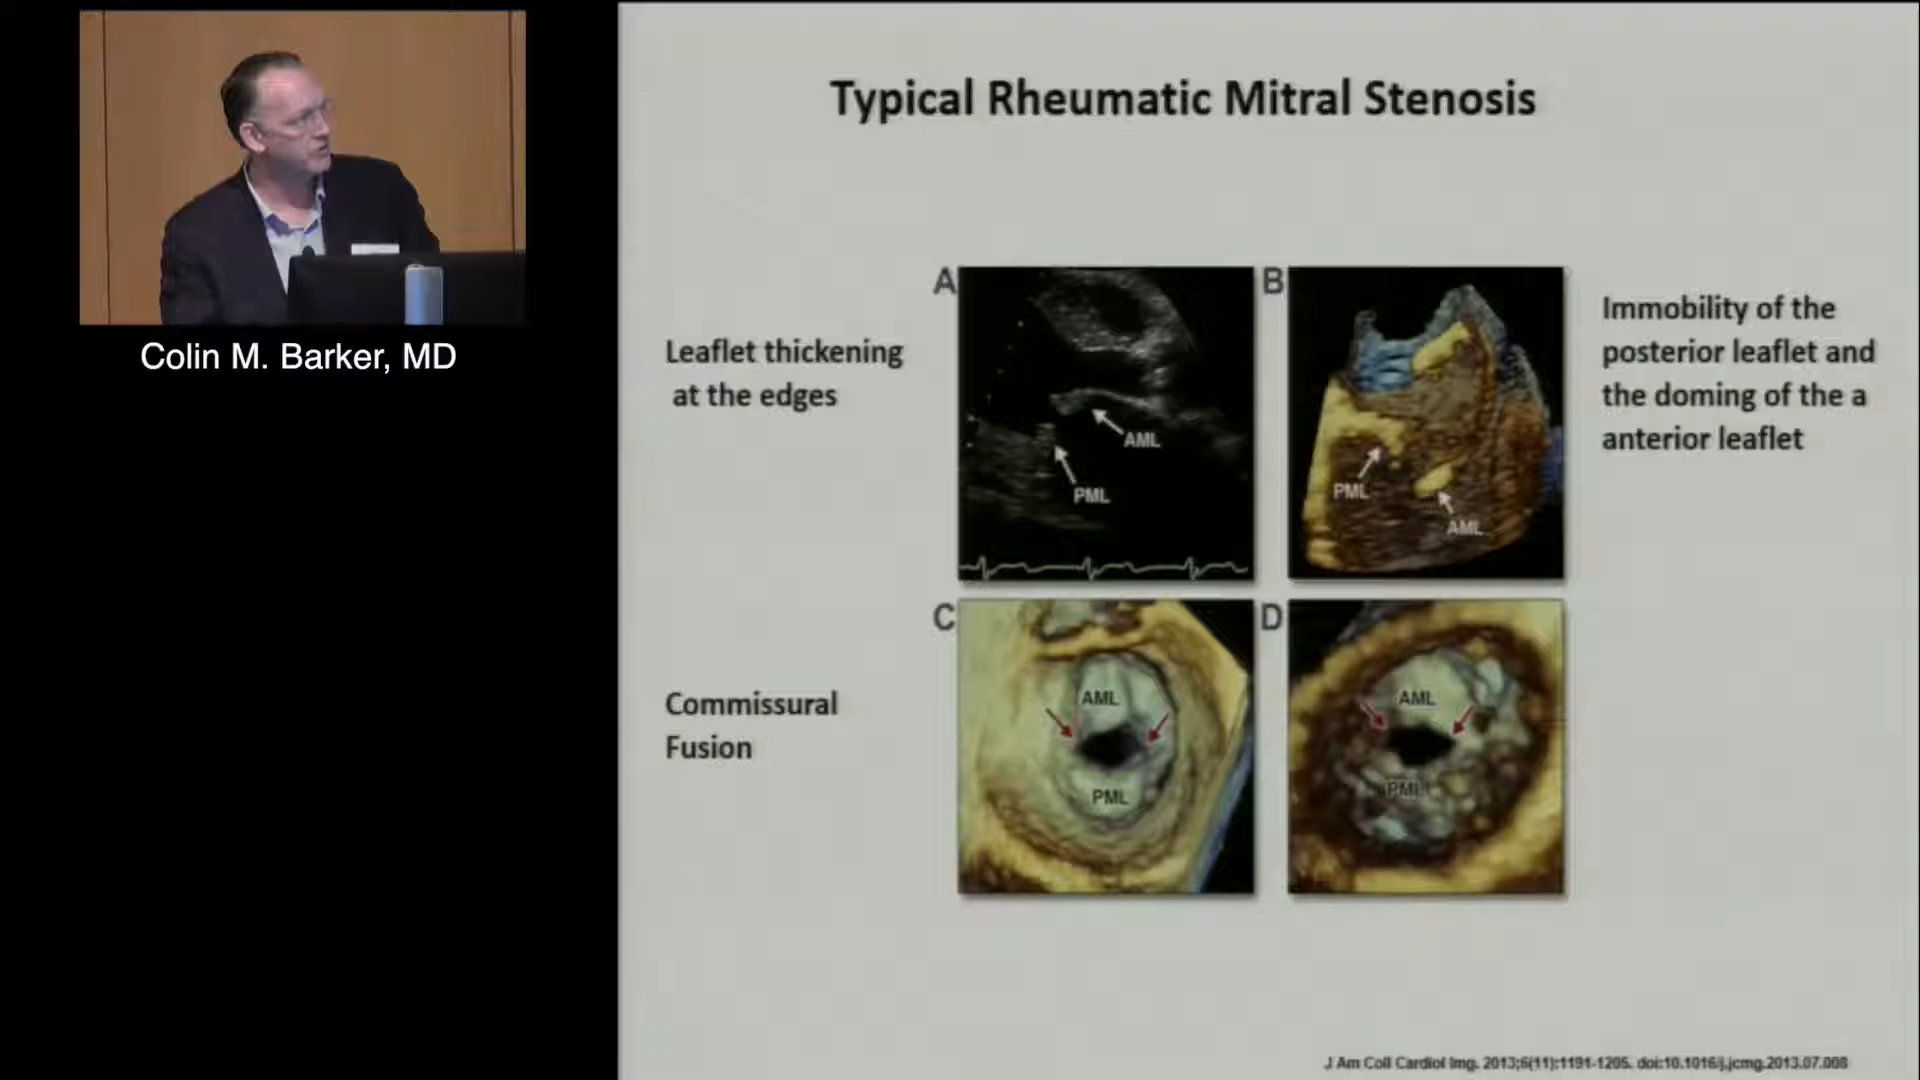 Colin M. Barker, MD
Typical Rheumatic Mitral Stenosis
Leaflet thickening
at the edges
A
AML
PML
B
PML
AML
Immobility of the
posterior leaflet and
the doming of the a
anterior leaflet
Commissural
Fusion
C
AML
PML
D
AML
PML
J Am Coll Cardiol Img. 2013;6(11):1191-1205. doi:10.1016/j.jcmg.2013.07.008